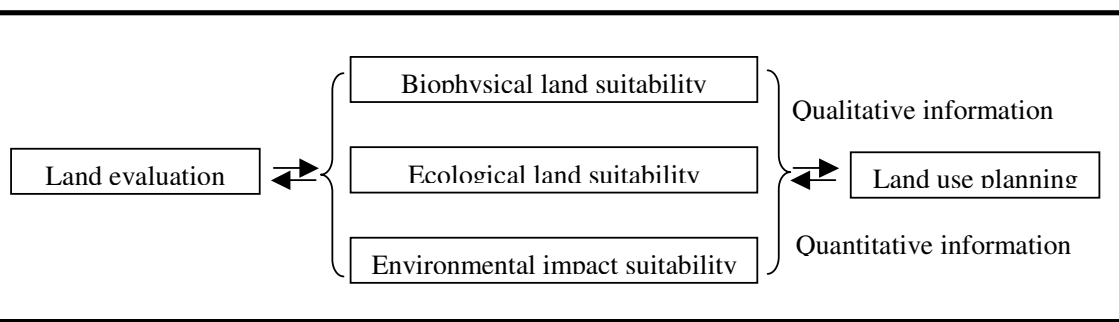 Biophysical land suitability
Qualitative information
Land evaluation
Ecological land suitability
Land use planning
Quantitative information
Environmental impact suitability